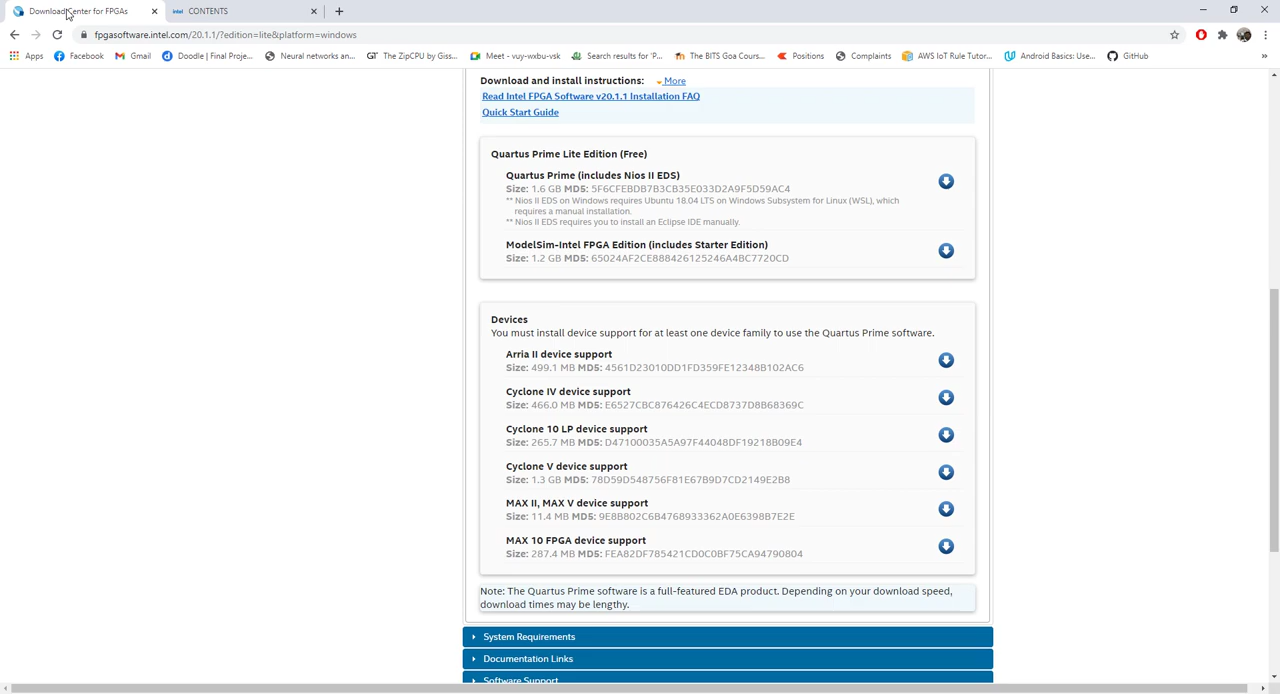 Download Center for FPGAs
intel CONTENTS
fpgasoftware.intel.com/20.1.1/?edition=lite&platform=windows
Apps
Facebook
Gmail
Doodle | Final Proje...
Neural networks an...
GT The ZipCPU by Giss...
Meet - vuy-wxbu-vsk
Search results for 'P...
The BITS Goa Cours...
Positions
Complaints
AWS IoT Rule Tutor...
Android Basics: Use...
GitHub
»
Download and install instructions: More
Read Intel FPGA Software v20.1.1 Installation FAQ
Quick Start Guide
Quartus Prime Lite Edition (Free)
Quartus Prime (includes Nios II EDS)
Size: 1.6 GB MD5: 5F6CFEBDB7B3CB35E033D2A9F5D59AC4
** Nios II EDS on Windows requires Ubuntu 18.04 LTS on Windows Subsystem for Linux (WSL), which
requires a manual installation.
** Nios II EDS requires you to install an Eclipse IDE manually.
ModelSim-Intel FPGA Edition (includes Starter Edition)
Size: 1.2 GB MD5: 65024AF2CE888426125246A4BC7720CD
Devices
You must install device support for at least one device family to use the Quartus Prime software.
Arria II device support
Size: 499.1 MB MD5: 4561D23010DD1FD359FE12348B102AC6
Cyclone IV device support
Size: 466.0 MB MD5: E6527CBC876426C4ECD8737D8B68369C
Cyclone 10 LP device support
Size: 265.7 MB MD5: D47100035A5A97F44048DF19218B09E4
Cyclone V device support
Size: 1.3 GB MD5: 78D59D548756F81E67B9D7CD2149E2B8
MAX II, MAX V device support
Size: 11.4 MB MD5: 9E8B802C6B4768933362A0E6398B7E2E
MAX 10 FPGA device support
Size: 287.4 MB MD5: FEA82DF785421CD0C0BF75CA94790804
Note: The Quartus Prime software is a full-featured EDA product. Depending on your download speed,
download times may be lengthy.
System Requirements
Documentation Links
Software Support